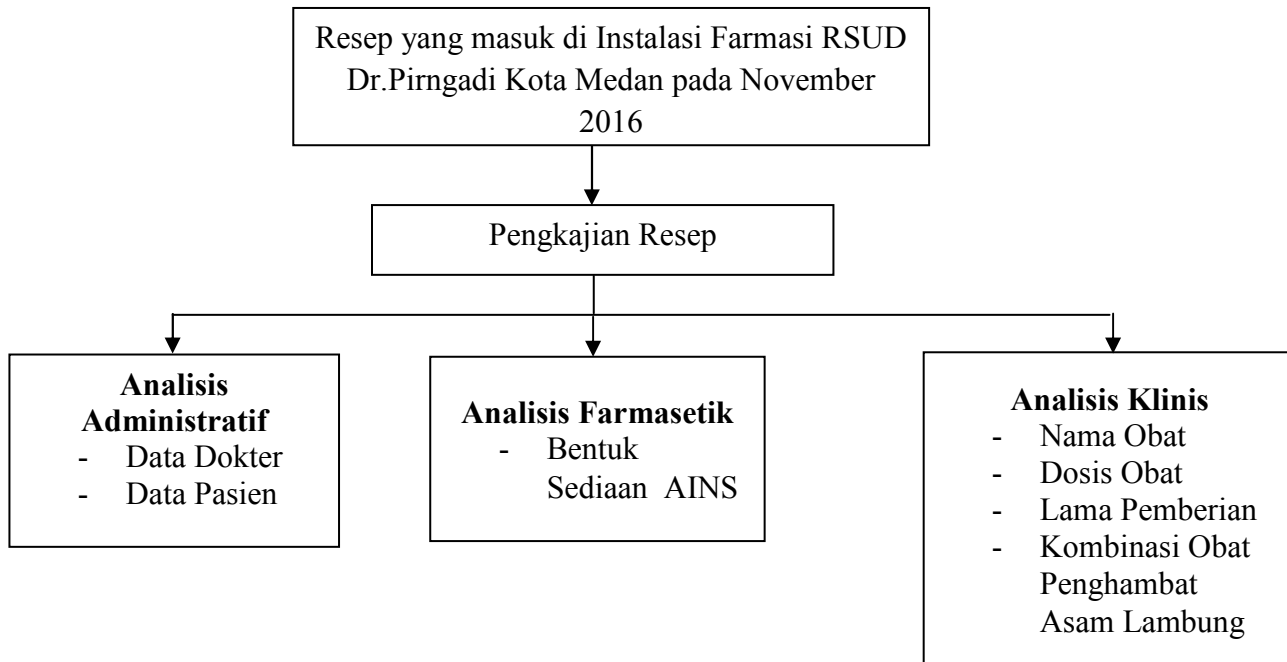 Resep yang masuk di Instalasi Farmasi RSUD
Dr.Pirngadi Kota Medan pada November
2016
Pengkajian Resep
Analisis
Administratif
- Data Dokter
- Data Pasien
Analisis Farmasetik
- Bentuk
Sediaan AINS
Analisis Klinis
- Nama Obat
- Dosis Obat
- Lama Pemberian
- Kombinasi Obat
Penghambat
Asam Lambung